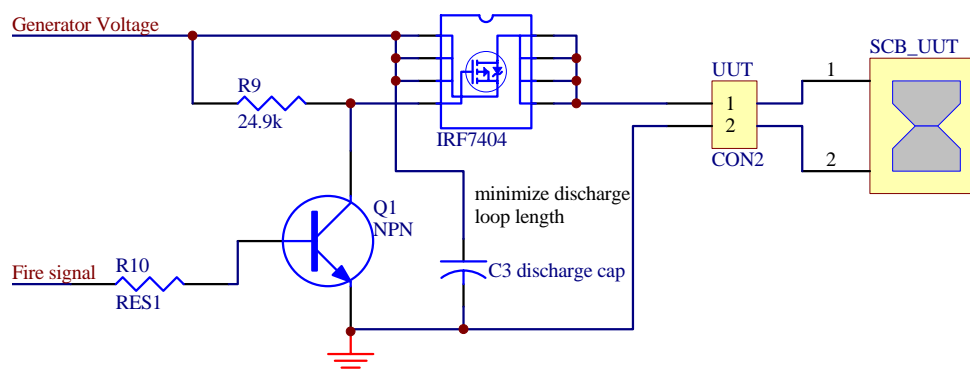 Generator Voltage
SCB_UUT
UUT
1
R9
24.9k
1
2
IRF7404
CON2
2
minimize discharge
loop length
Q1
NPN
Fire signal
R10
RES1
C3 discharge cap